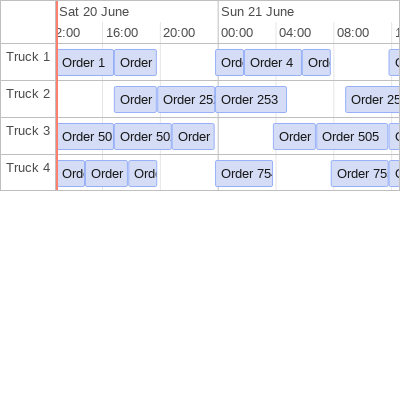 Sat 20 June Sun 21 June
2:00 16:00 20:00 00:00 04:00 08:00 1
Truck 1 Order 1 Order Ord Order 4 Ord
Truck 2 Order Order 25 Order 253 Order 25
Truck 3 Order 50 Order 50 Order Order Order 505
Truck 4 Ord Order Ord Order 75 Order 75